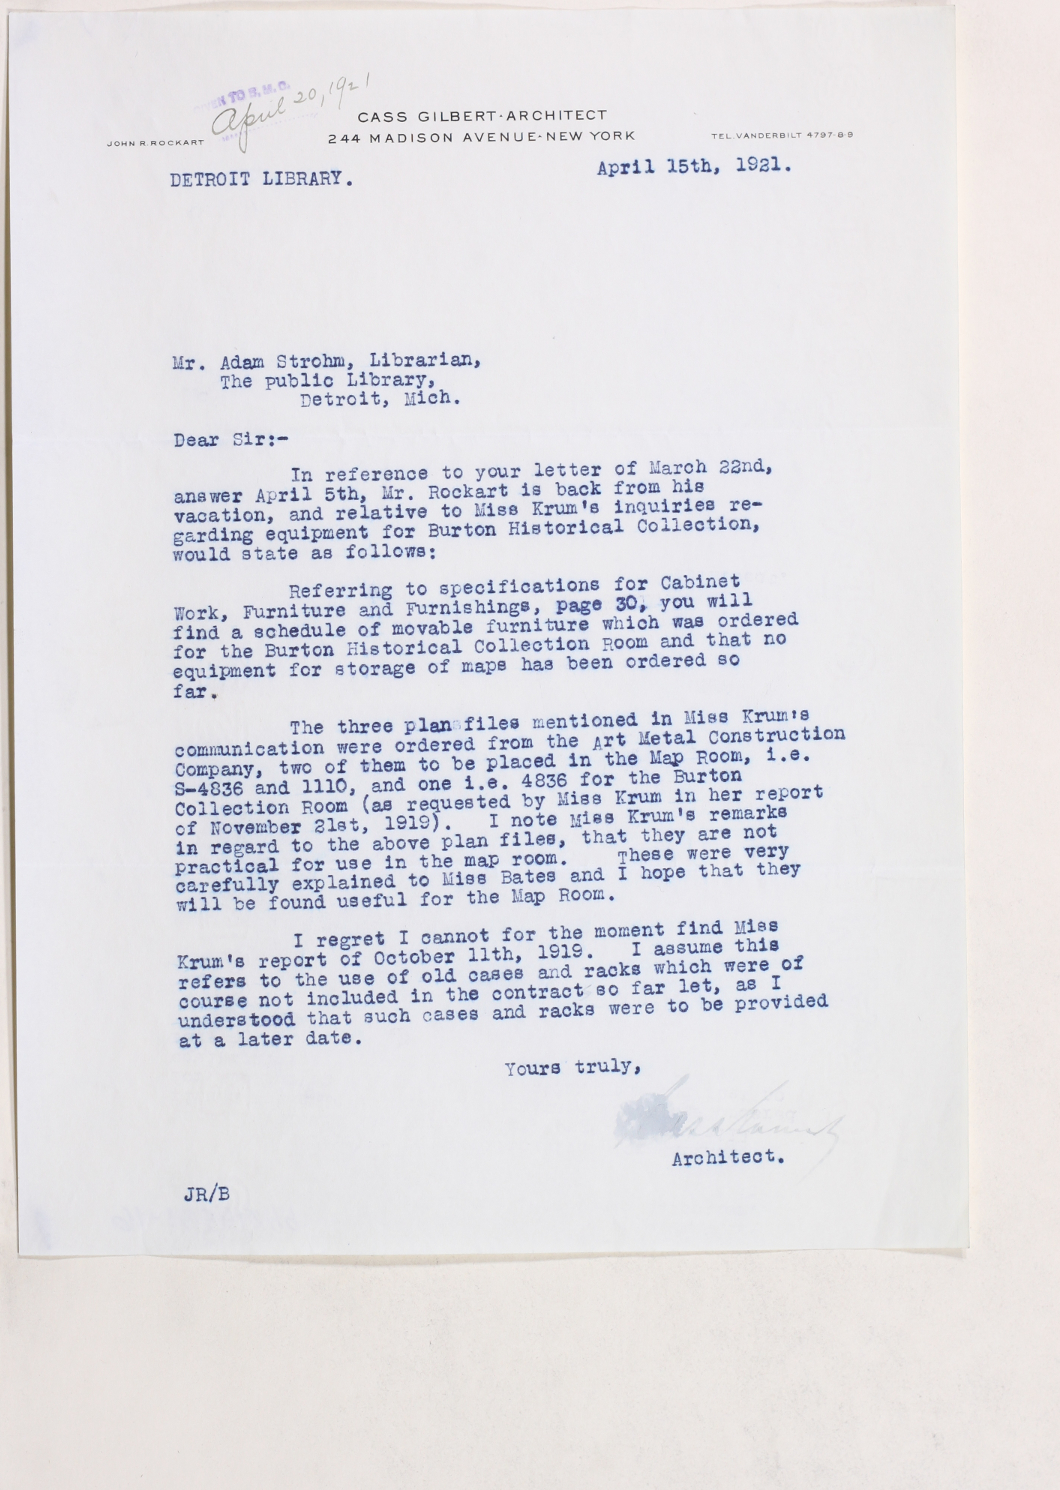 TO S. M. O.
April 20, 1921
CASS GILBERT·ARCHITECT
JOHN R. ROCKART
244 MADISON AVENUE-NEW YORK
TEL. VANDERBILT 4797-8-9
DETROIT LIBRARY.
April 15th, 1921.
Mr. Adam Strohm, Librarian,
The public Library,
Detroit, Mich.
Dear Sir:-
In reference to your letter of March 22nd,
answer April 5th, Mr. Rockart is back from his
vacation, and relative to Miss Krum's inquiries re-
garding equipment for Burton Historical Collection,
would state as follows:
Referring to specifications for Cabinet
Work, Furniture and Furnishings, page 30, you will
find a schedule of movable furniture which was ordered
for the Burton Historical Collection Room and that no
equipment for storage of maps has been ordered so
far.
The three plan files mentioned in Miss Krum's
communication were ordered from the Art Metal Construction
Company, two of them to be placed in the Map Room, i.e.
S-4836 and 1110, and one i.e. 4836 for the Burton
Collection Room (as requested by Miss Krum in her report
of November 21st, 1919). I note Miss Krum's remarks
in regard to the above plan files, that they are not
practical for use in the map room. These were very
carefully explained to Miss Bates and I hope that they
will be found useful for the Map Room.
I regret I cannot for the moment find Miss
Krum's report of October 11th, 1919. I assume this
refers to the use of old cases and racks which were of
course not included in the contract so far let, as I
understood that such cases and racks were to be provided
at a later date.
Yours truly,
Architect.
JR/B